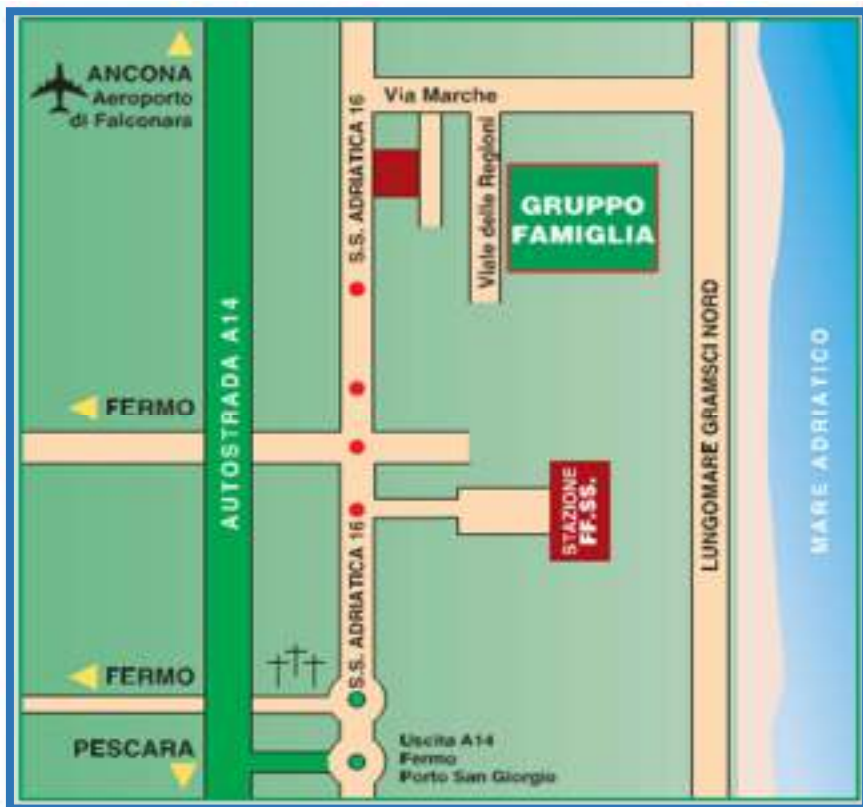 ANCONA
Aeroporto
di Falconara
Via Marche
S.S. ADRIATICA 16
Viale delle Regioni
GRUPPO
FAMIGLIA
AUTOSTRADA A14
LUNGOMARE GRAMSCI NORD
MARE ADRIATICO
FERMO
STAZIONE
FF.SS.
S.S. ADRIATICA 16
FERMO
PESCARA
Uscita A14
Fermo
Porto San Giorgio